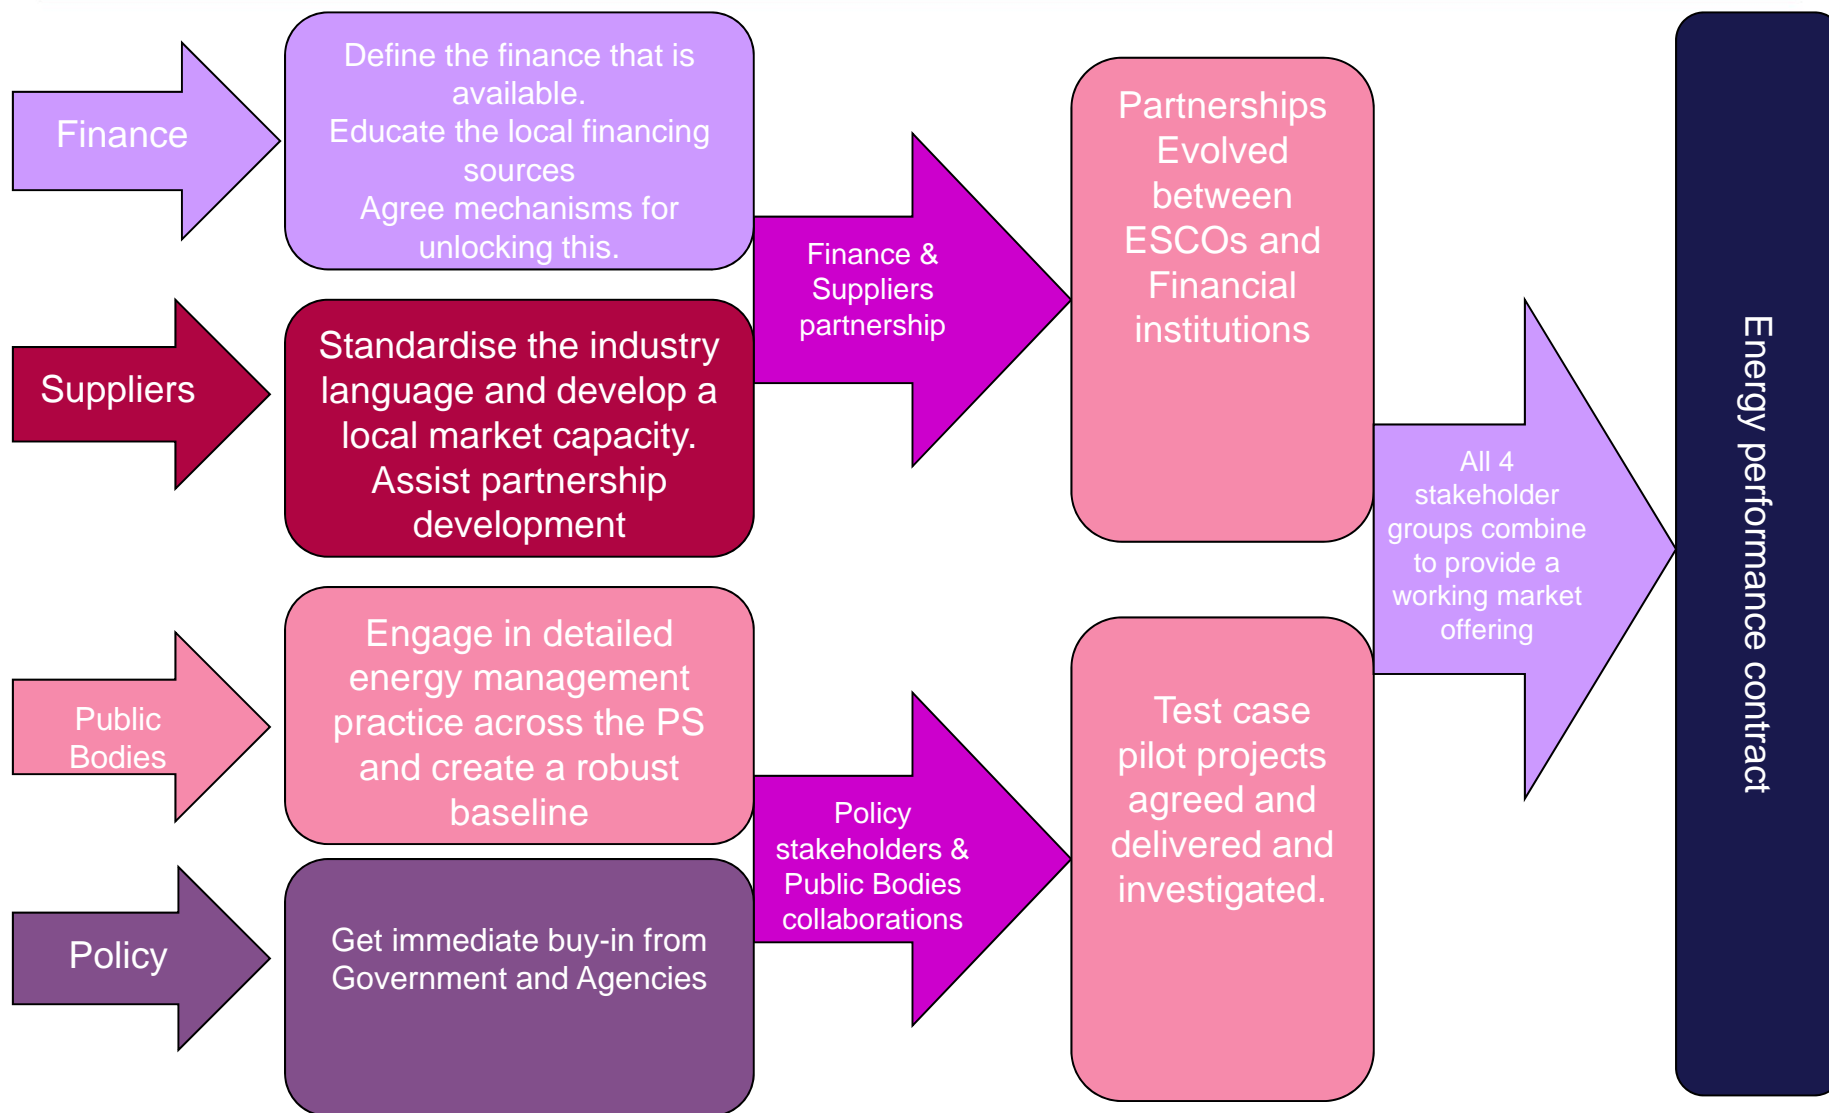 Finance
Define the finance that is
available.
Educate the local financing
sources
Agree mechanisms for
unlocking this.
Suppliers
Standardise the industry
language and develop a
local market capacity.
Assist partnership
development
Finance &
Suppliers
partnership
Partnerships
Evolved
between
ESCOs and
Financial
institutions
Public
Bodies
Engage in detailed
energy management
practice across the PS
and create a robust
baseline
Policy
Get immediate buy-in from
Government and Agencies
Policy
stakeholders &
Public Bodies
collaborations
Test case
pilot projects
agreed and
delivered and
investigated.
All 4
stakeholder
groups combine
to provide a
working market
offering
Energy performance contract